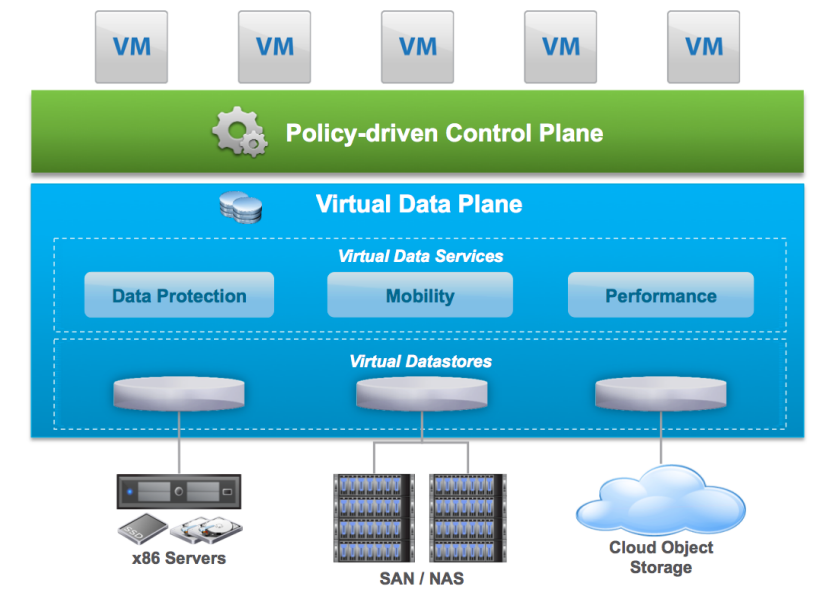 VM VM VM VM VM
Policy-driven Control Plane
Virtual Data Plane
Virtual Data Services
Data Protection Mobility Performance
Virtual Datastores
SSD
x86 Servers
SAN / NAS
Cloud Object
Storage